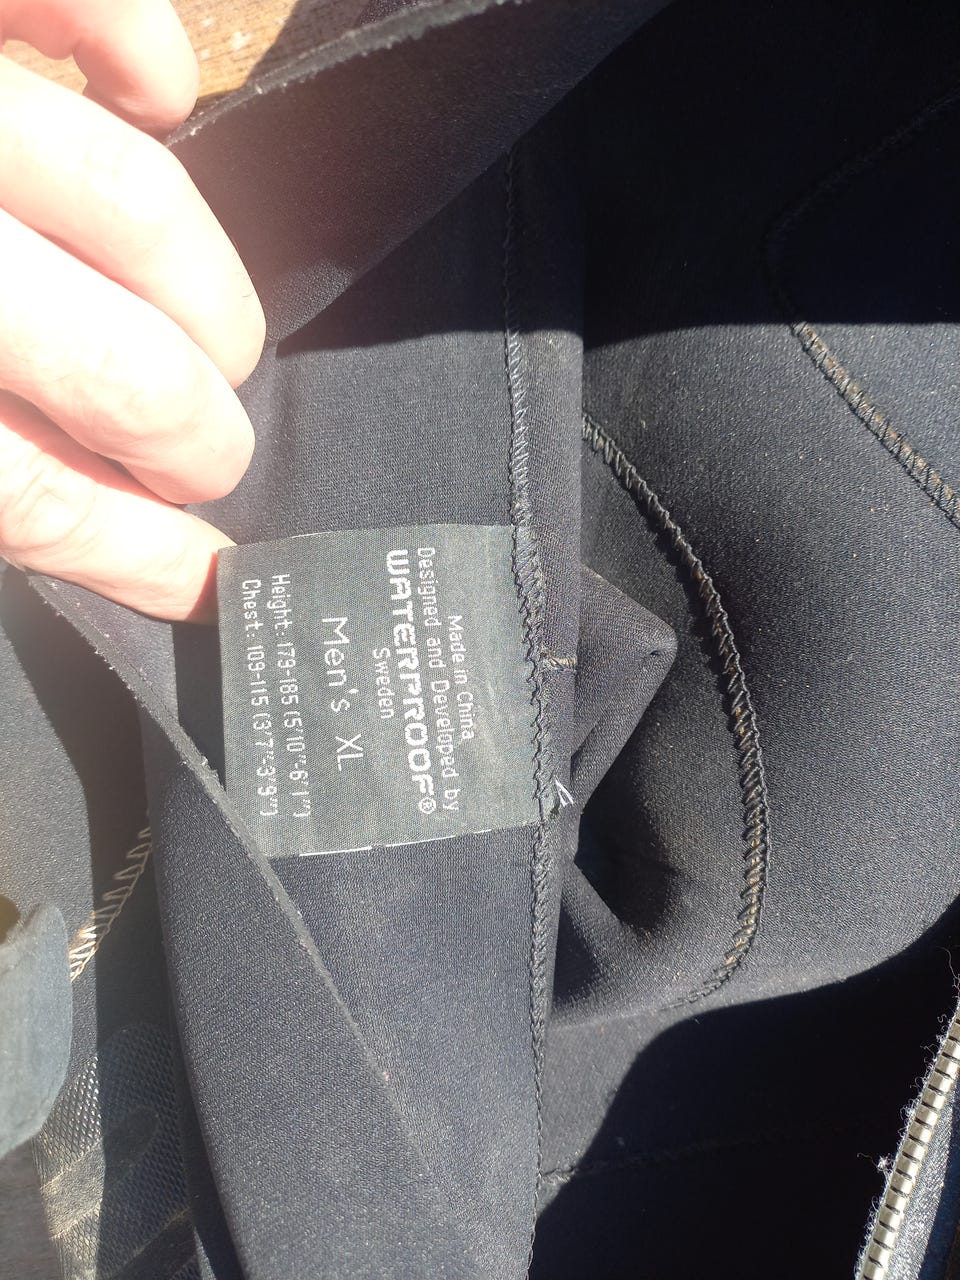 Made in China.
Designed and Developed by
WATERPROOF®
Sweden
Men's XL
Height: 179-185 (5'10"-6'1")
Chest: 109-115 (3'7"-3'9")